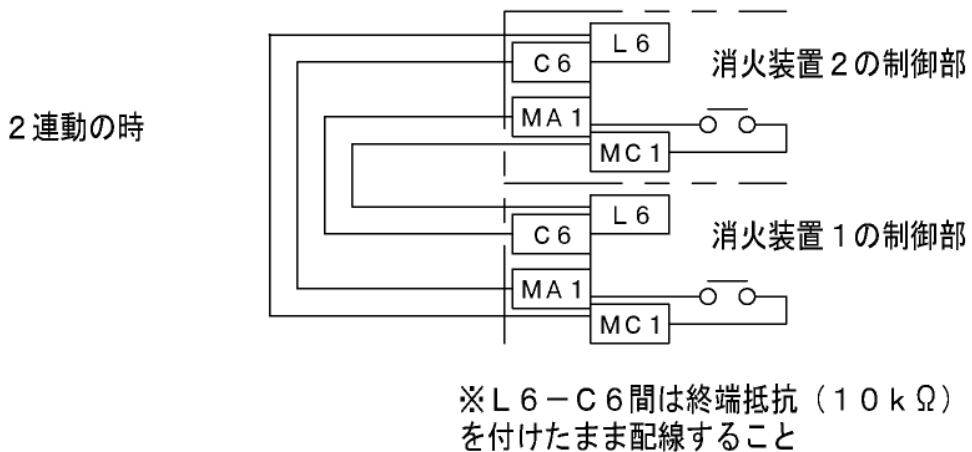 L6
C6
消火装置2の制御部
MA1
2連動の時
MC1
L6
C6
消火装置1の制御部
MA1
MC1
※L6-C6間は終端抵抗(10kΩ)
を付けたまま配線すること